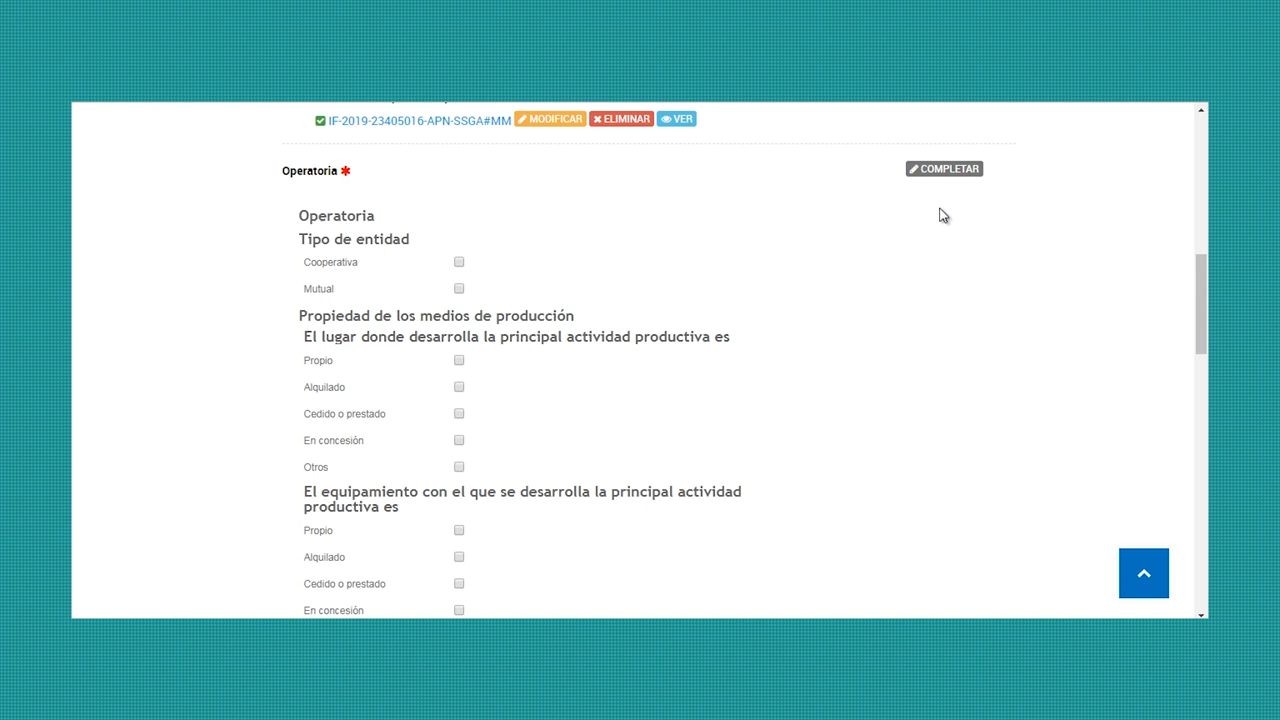 IF-2019-23405016-APN-SSGA#MM MODIFICAR ELIMINAR VER
Operatoria * COMPLETAR
Operatoria
Tipo de entidad
Cooperativa
Mutual
Propiedad de los medios de producción
El lugar donde desarrolla la principal actividad productiva es
Propio
Alquilado
Cedido o prestado
En concesión
Otros
El equipamiento con el que se desarrolla la principal actividad
productiva es
Propio
Alquilado
Cedido o prestado
En concesión